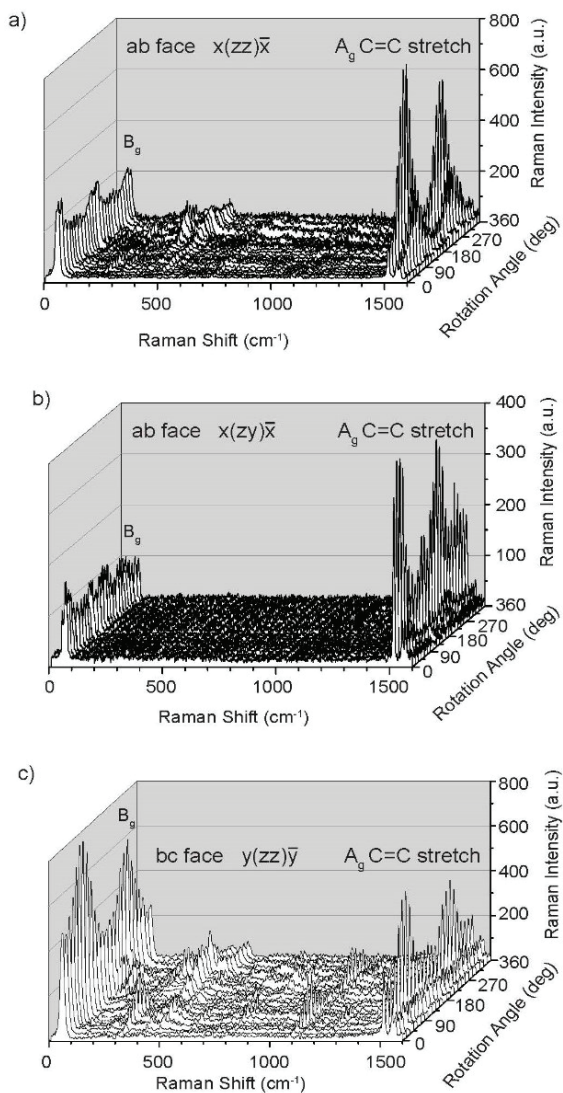 a)
ab face x(zz)x̅ A_g C=C stretch
B_g
800
600
400
200
Raman Intensity (a.u.)
360
270
180
90
0
Rotation Angle (deg)
0 500 1000 1500
Raman Shift (cm⁻¹)
b)
ab face x(zy)x̅ A_g C=C stretch
B_g
400
300
200
100
Raman Intensity (a.u.)
360
270
180
90
0
Rotation Angle (deg)
0 500 1000 1500
Raman Shift (cm⁻¹)
c)
B_g
bc face y(zz)y̅ A_g C=C stretch
800
600
400
200
Raman Intensity (a.u.)
360
270
180
90
0
Rotation Angle (deg)
0 500 1000 1500
Raman Shift (cm⁻¹)